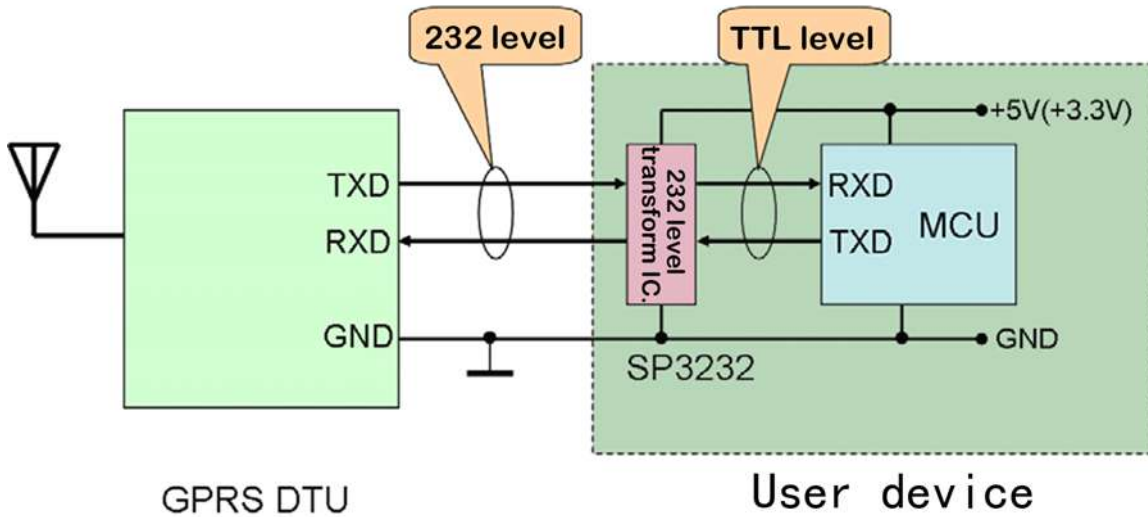 232 level
TTL level
+5V(+3.3V)
TXD
RXD
GND
232 level
transform IC.
RXD
TXD
MCU
GND
SP3232
GPRS DTU
User device